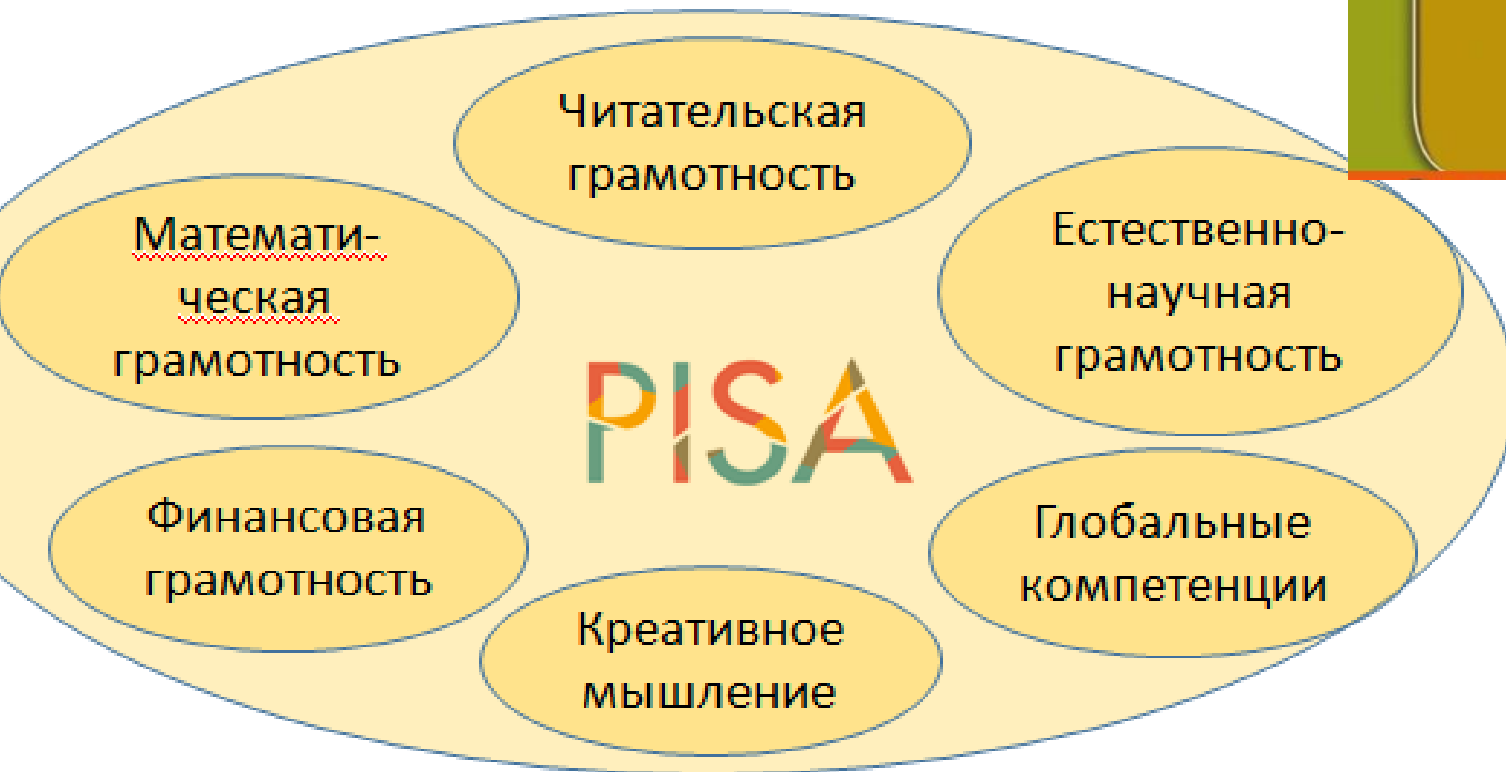 Читательская
грамотность
Математи-
ческая
грамотность
Естественно-
научная
грамотность
PISA
Финансовая
грамотность
Глобальные
компетенции
Креативное
мышление